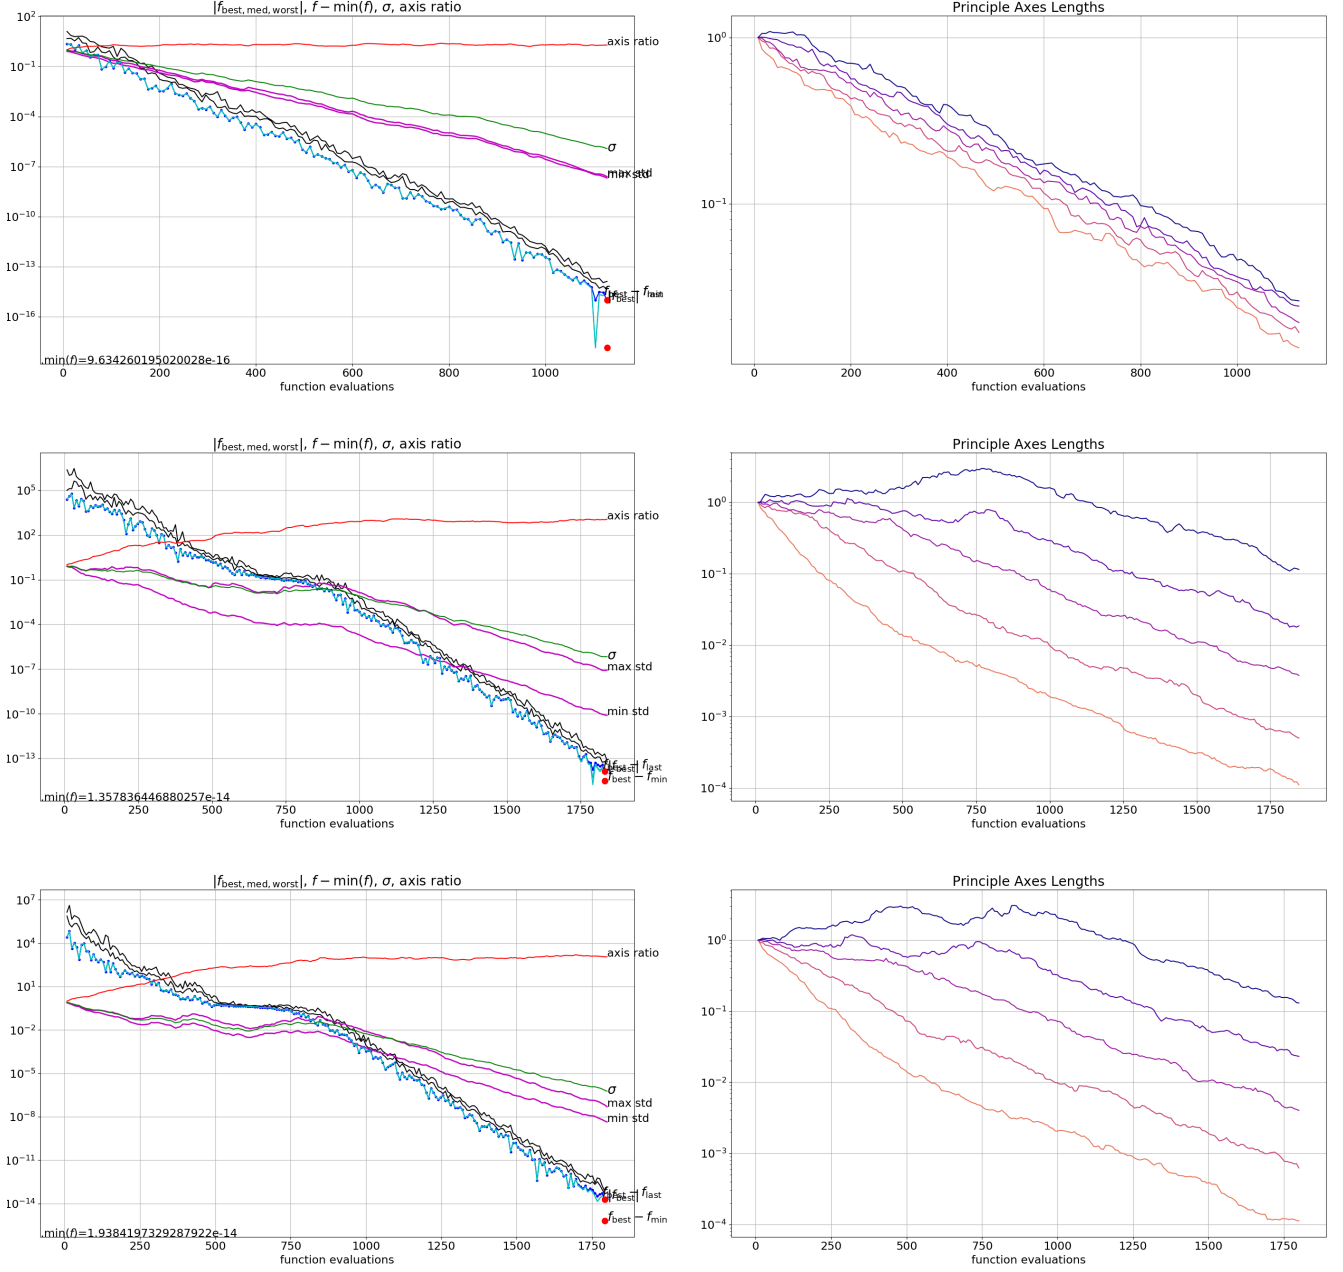 |f_best, med, worst|, f − min(f), σ, axis ratio
Principle Axes Lengths
10^2
10^-1
10^-4
10^-7
10^-10
10^-13
10^-16
axis ratio
σ
max std
min std
.min(f)=9.634260195020028e-16
0 200 400 600 800 1000
function evaluations
10^0
10^-1
0 200 400 600 800 1000
function evaluations
|f_best, med, worst|, f − min(f), σ, axis ratio
Principle Axes Lengths
10^5
10^2
10^-1
10^-4
10^-7
10^-10
10^-13
axis ratio
σ
max std
min std
f_best − f_last
|f_best|
f_best − f_min
.min(f)=1.357836446880257e-14
0 250 500 750 1000 1250 1500 1750
function evaluations
10^0
10^-1
10^-2
10^-3
10^-4
0 250 500 750 1000 1250 1500 1750
function evaluations
|f_best, med, worst|, f − min(f), σ, axis ratio
Principle Axes Lengths
10^7
10^4
10^1
10^-2
10^-5
10^-8
10^-11
10^-14
axis ratio
σ
max std
min std
f_best − f_last
|f_best|
f_best − f_min
.min(f)=1.9384197329287922e-14
0 250 500 750 1000 1250 1500 1750
function evaluations
10^0
10^-1
10^-2
10^-3
10^-4
0 250 500 750 1000 1250 1500 1750
function evaluations